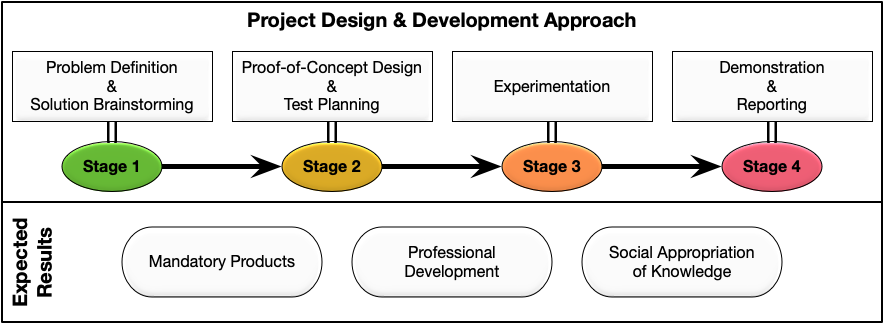 Project Design & Development Approach
Problem Definition
&
Solution Brainstorming
Proof-of-Concept Design
&
Test Planning
Experimentation
Demonstration
&
Reporting
Stage 1
Stage 2
Stage 3
Stage 4
Expected
Results
Mandatory Products
Professional
Development
Social Appropriation
of Knowledge